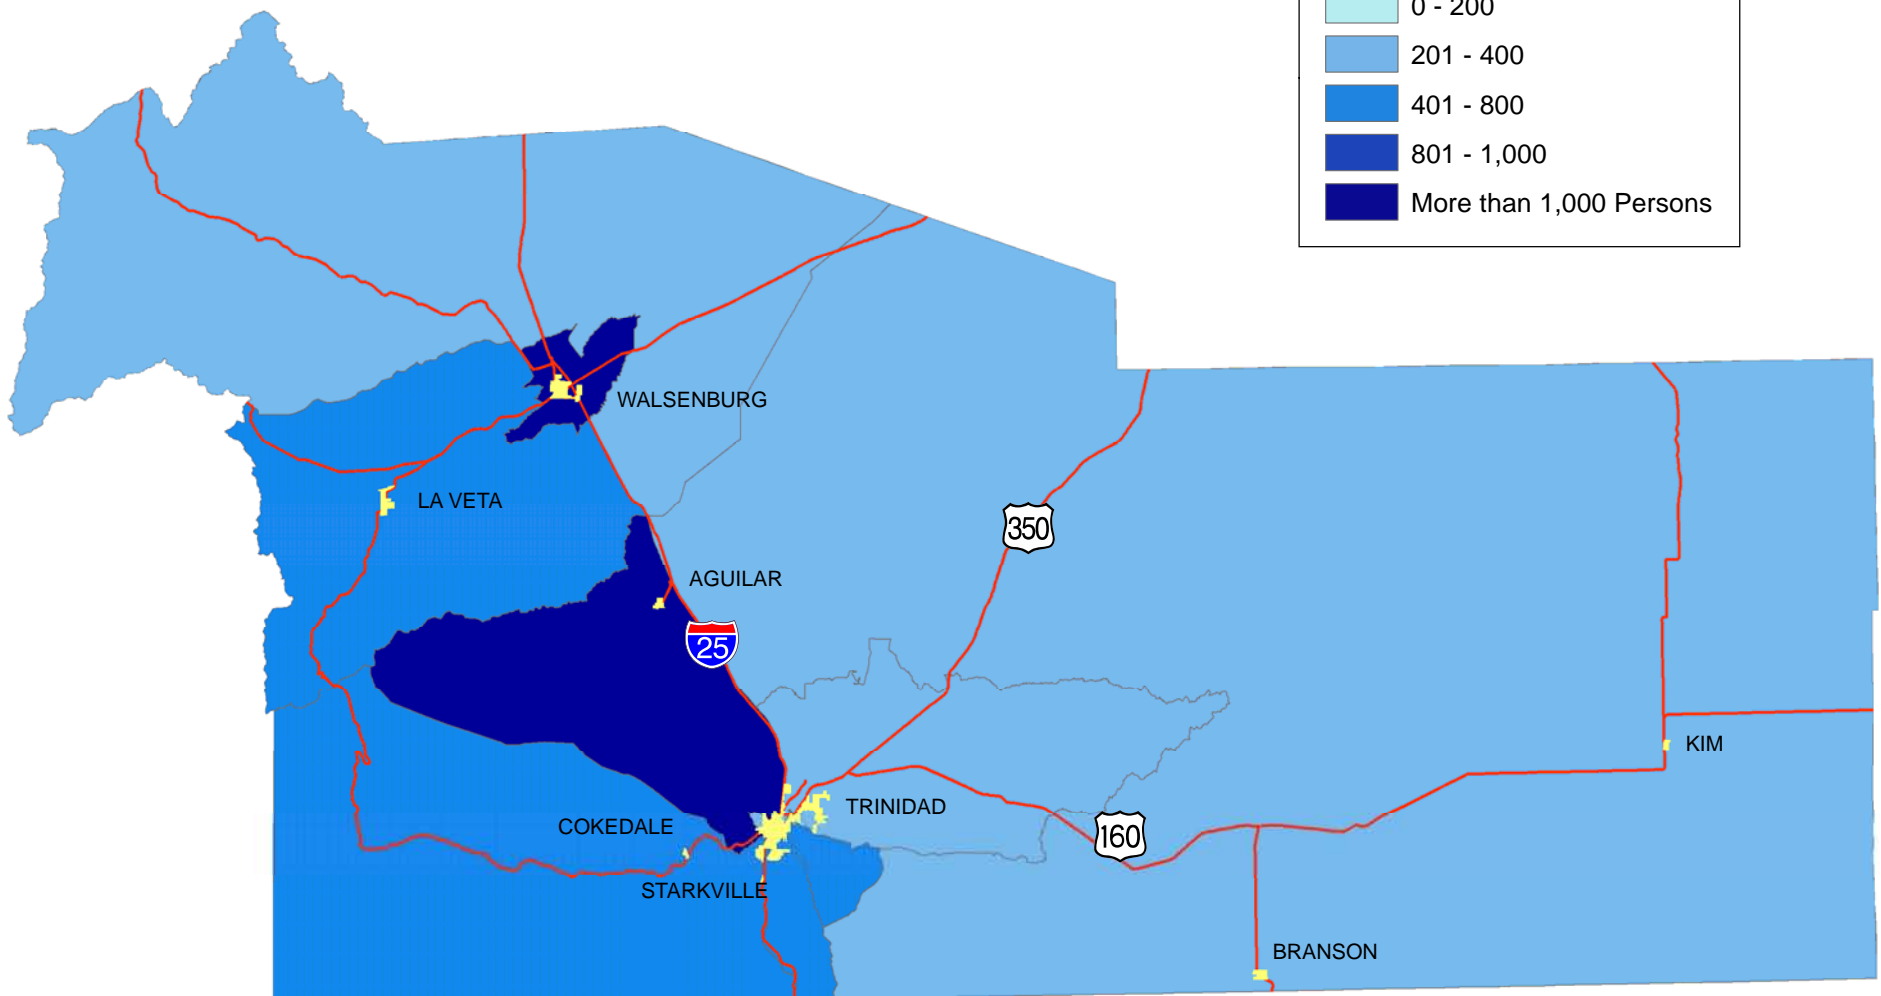 0 - 200
201 - 400
401 - 800
801 - 1,000
More than 1,000 Persons
WALSENBURG
LA VETA
350
AGUILAR
25
KIM
TRINIDAD
COKEDALE
160
STARKVILLE
BRANSON